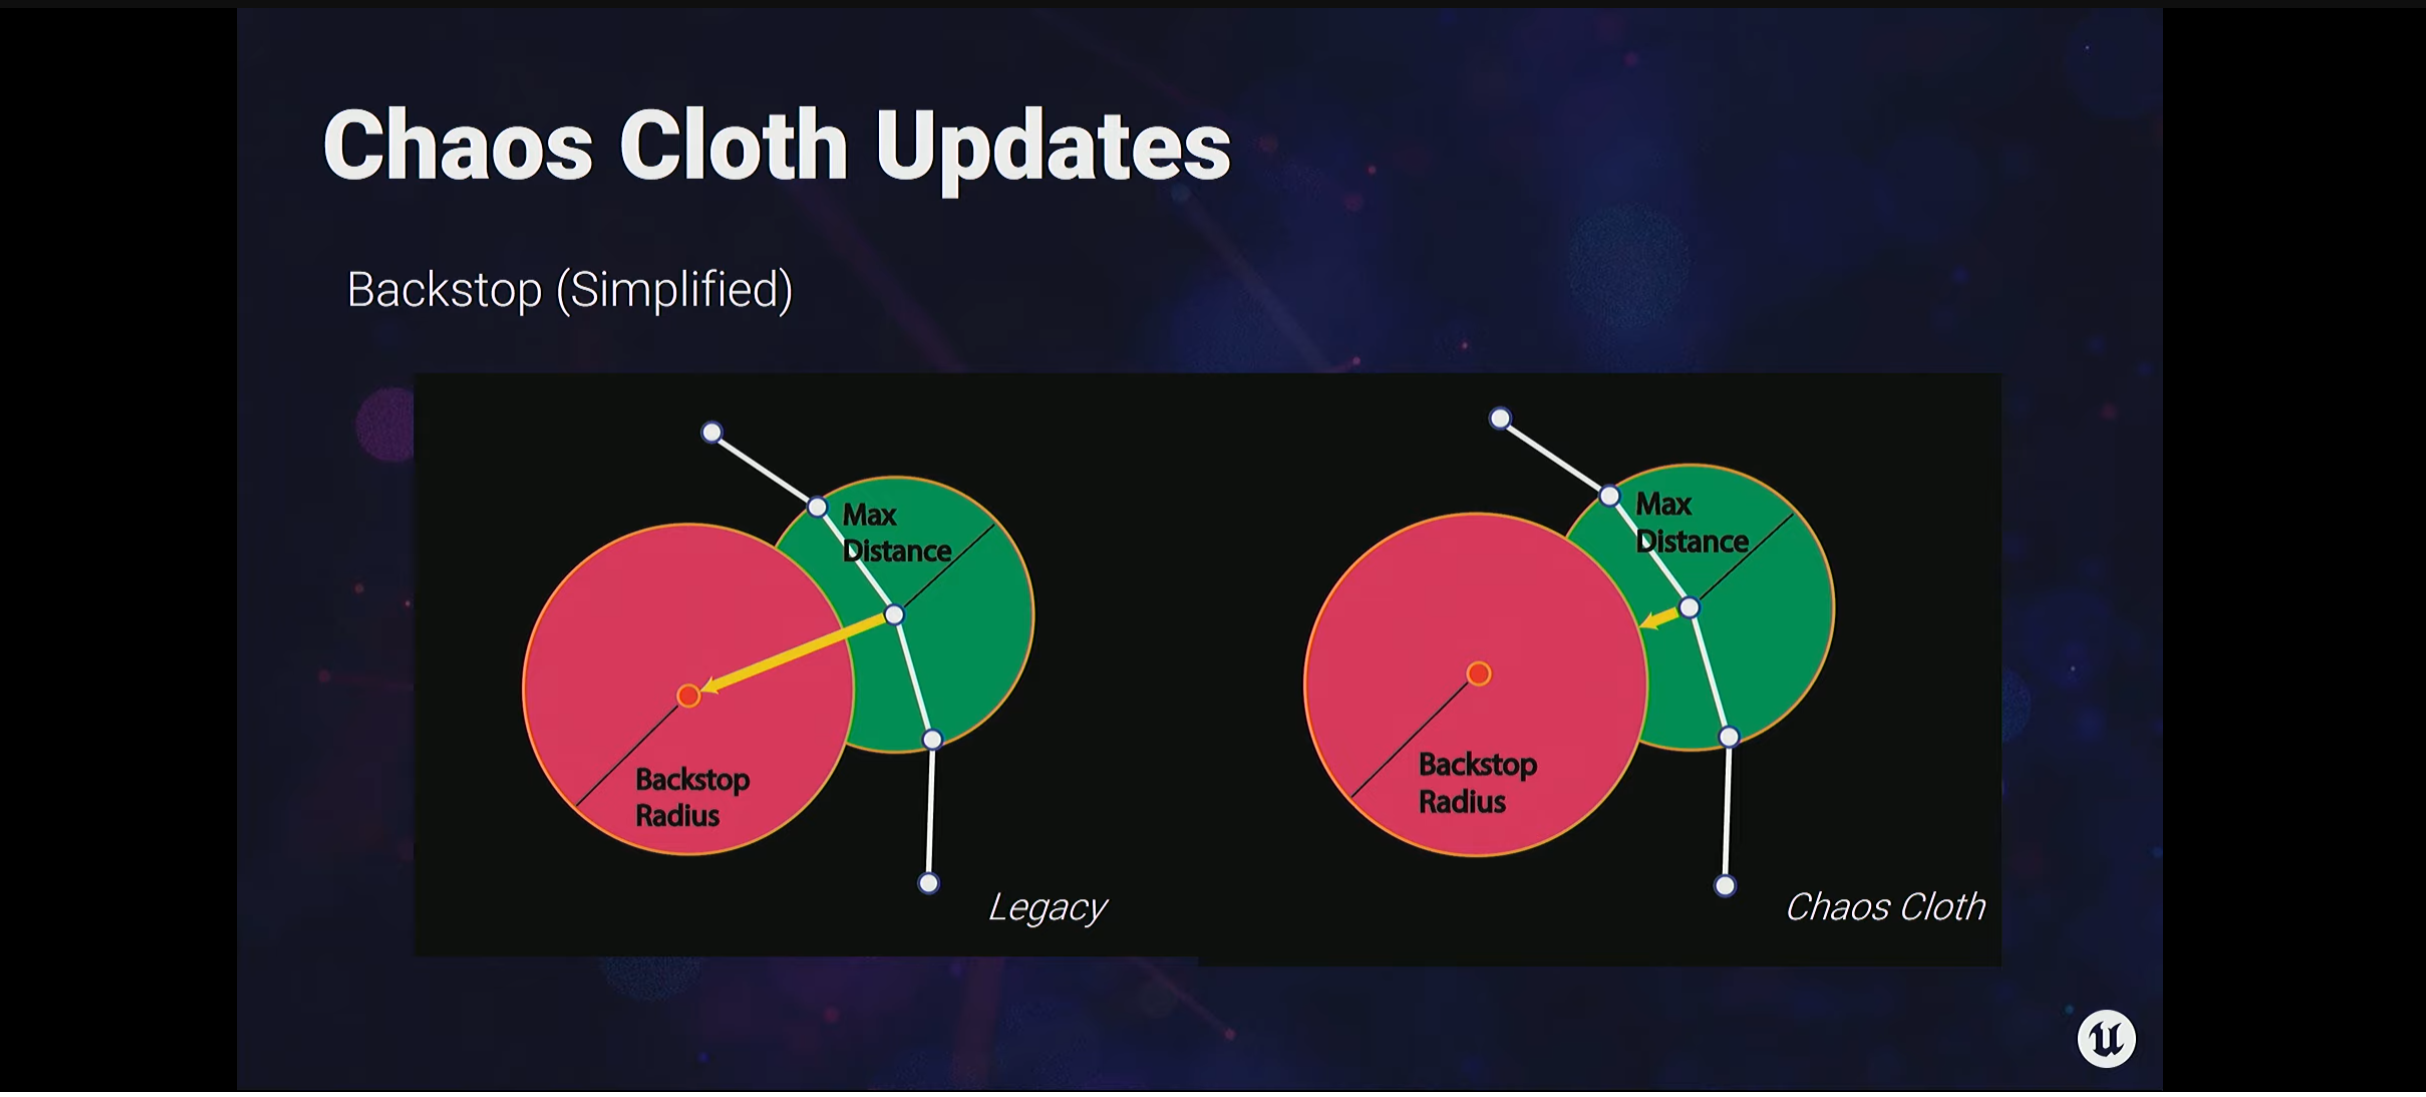 Chaos Cloth Updates
Backstop (Simplified)
Max
Distance
Backstop
Radius
Legacy
Max
Distance
Backstop
Radius
Chaos Cloth